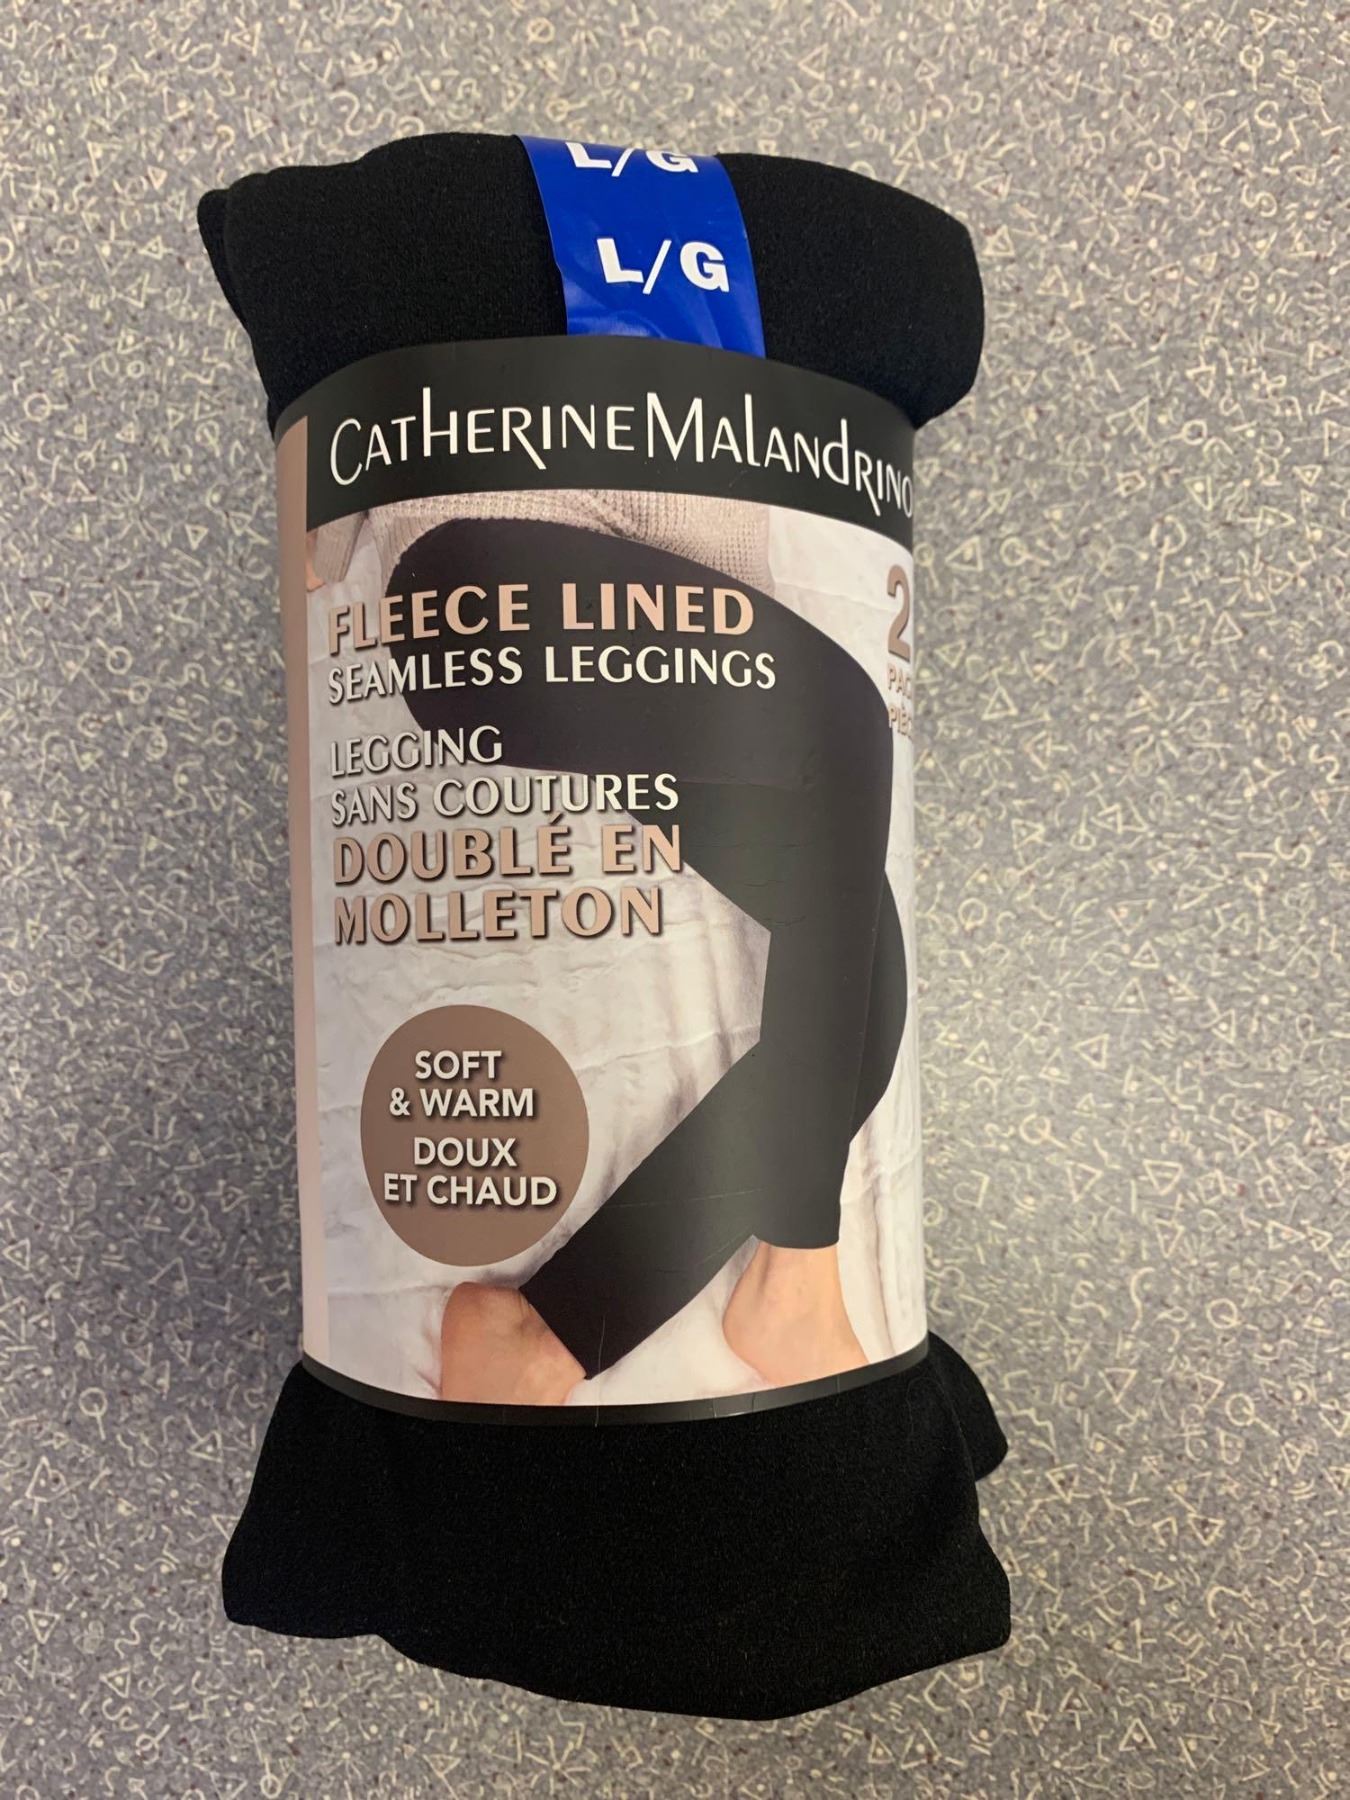 L/G
L/G
CATHERINE MALANDRINO
FLEECE LINED
SEAMLESS LEGGINGS
2
LEGGING
SANS COUTURES
DOUBLÉ EN
MOLLETON
SOFT
& WARM
DOUX
ET CHAUD